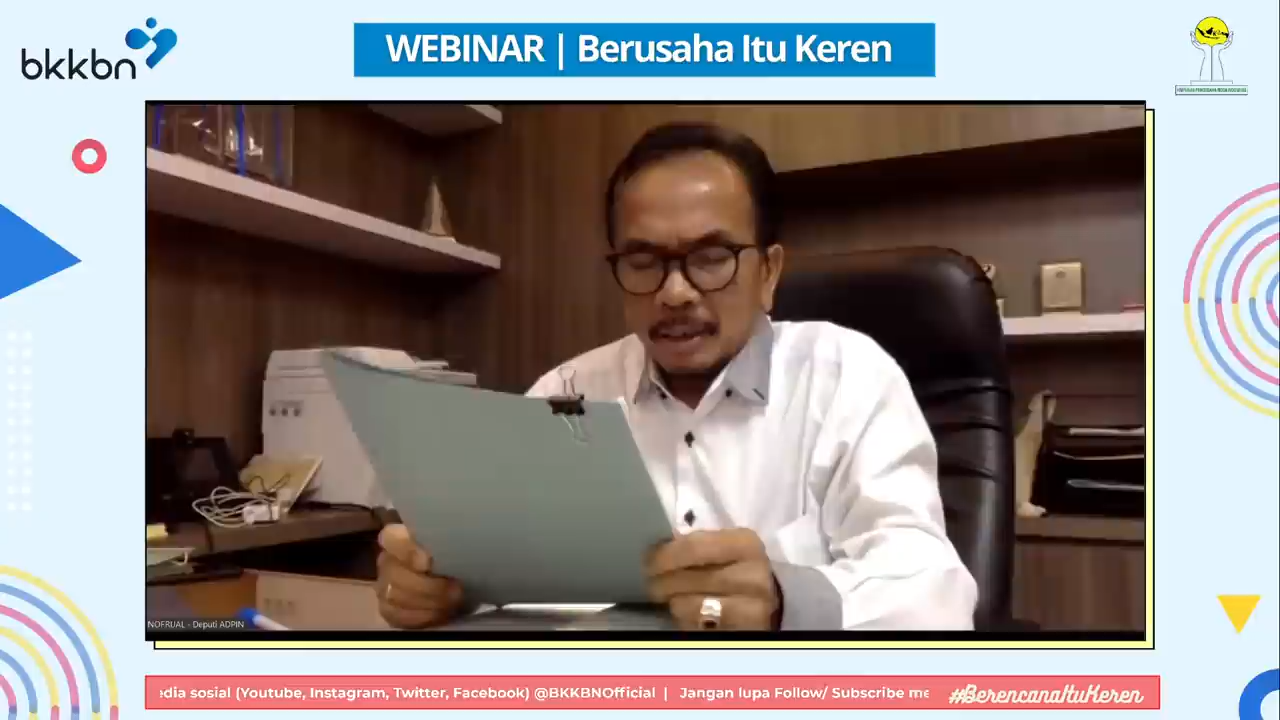 bkkbn
WEBINAR | Berusaha Itu Keren
NOFRIJAL - Deputi ADPIN
edia sosial (Youtube, Instagram, Twitter, Facebook) @BKKBNOfficial | Jangan lupa Follow/ Subscribe me
#BerencanaItuKeren